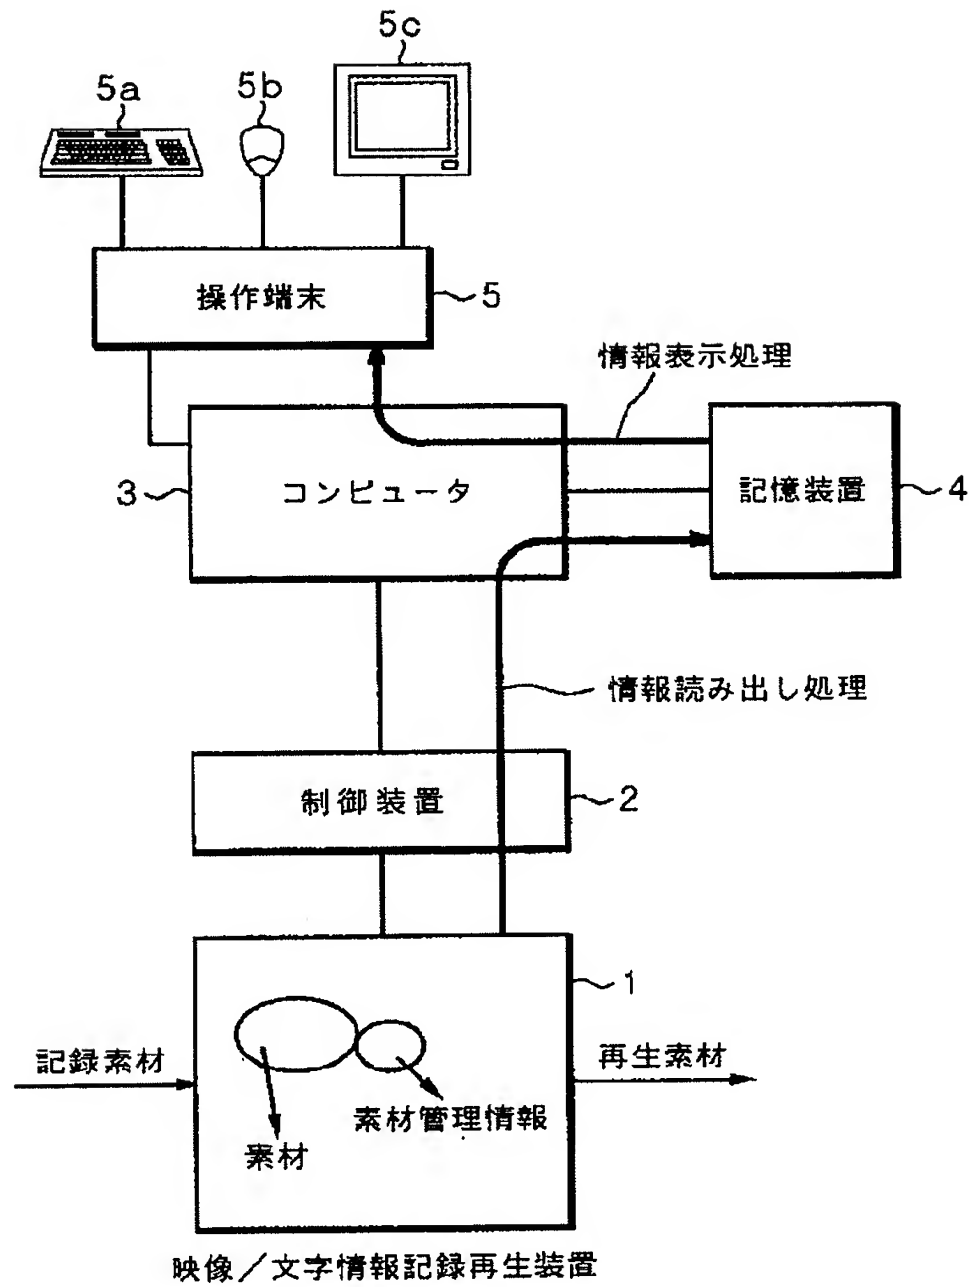 5c
5a
5b
操作端末
5
情報表示処理
3
コンピュータ
記憶装置
4
情報読み出し処理
制御装置
2
1
記録素材
再生素材
素材管理情報
素材
映像／文字情報記録再生装置